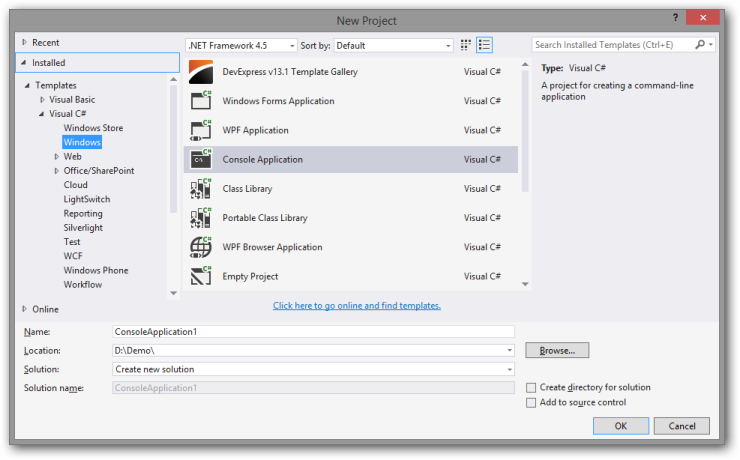 New Project
?
Recent
.NET Framework 4.5
Sort by:
Default
Search Installed Templates (Ctrl+E)
Installed
Templates
Visual Basic
Visual C#
Windows Store
Windows
Web
Office/SharePoint
Cloud
LightSwitch
Reporting
Silverlight
Test
WCF
Windows Phone
Workflow
Online
DevExpress v13.1 Template Gallery Visual C#
C# Windows Forms Application Visual C#
C# WPF Application Visual C#
C# C:\ Console Application Visual C#
C# Class Library Visual C#
C# Portable Class Library Visual C#
C# WPF Browser Application Visual C#
C# Empty Project Visual C#
Click here to go online and find templates.
Type: Visual C#
A project for creating a command-line
application
Name: ConsoleApplication1
Location: D:\Demo\ Browse...
Solution: Create new solution
Solution name: ConsoleApplication1
Create directory for solution
Add to source control
OK Cancel